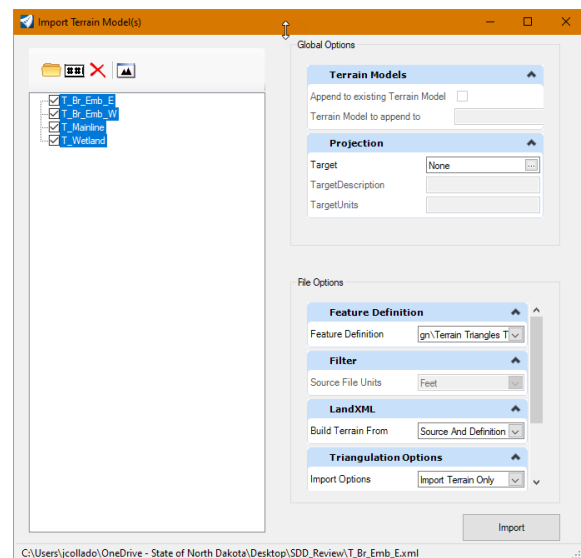 Import Terrain Model(s)
T_Br_Emb_E
T_Br_Emb_W
T_Mainline
T_Wetland
Global Options
Terrain Models
Append to existing Terrain Model
Terrain Model to append to
Projection
Target None ...
TargetDescription
TargetUnits
File Options
Feature Definition
Feature Definition gn\Terrain Triangles T
Filter
Source File Units Feet
LandXML
Build Terrain From Source And Definition
Triangulation Options
Import Options Import Terrain Only
Import
C:\Users\jcollado\OneDrive - State of North Dakota\Desktop\SDD_Review\T_Br_Emb_E.xml